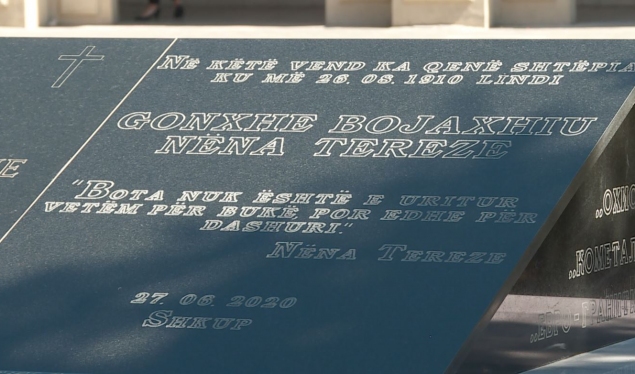 NË KËTË VEND KA QENË SHTËPIA
KU MË 26. 08. 1910 LINDI
GONXHE BOJAXHIU
NËNA TEREZE
"BOTA NUK ËSHTË E URITUR
VETËM PËR BUKË POR EDHE PËR
DASHURI."
NËNA TEREZE
27. 06. 2020
SHKUP